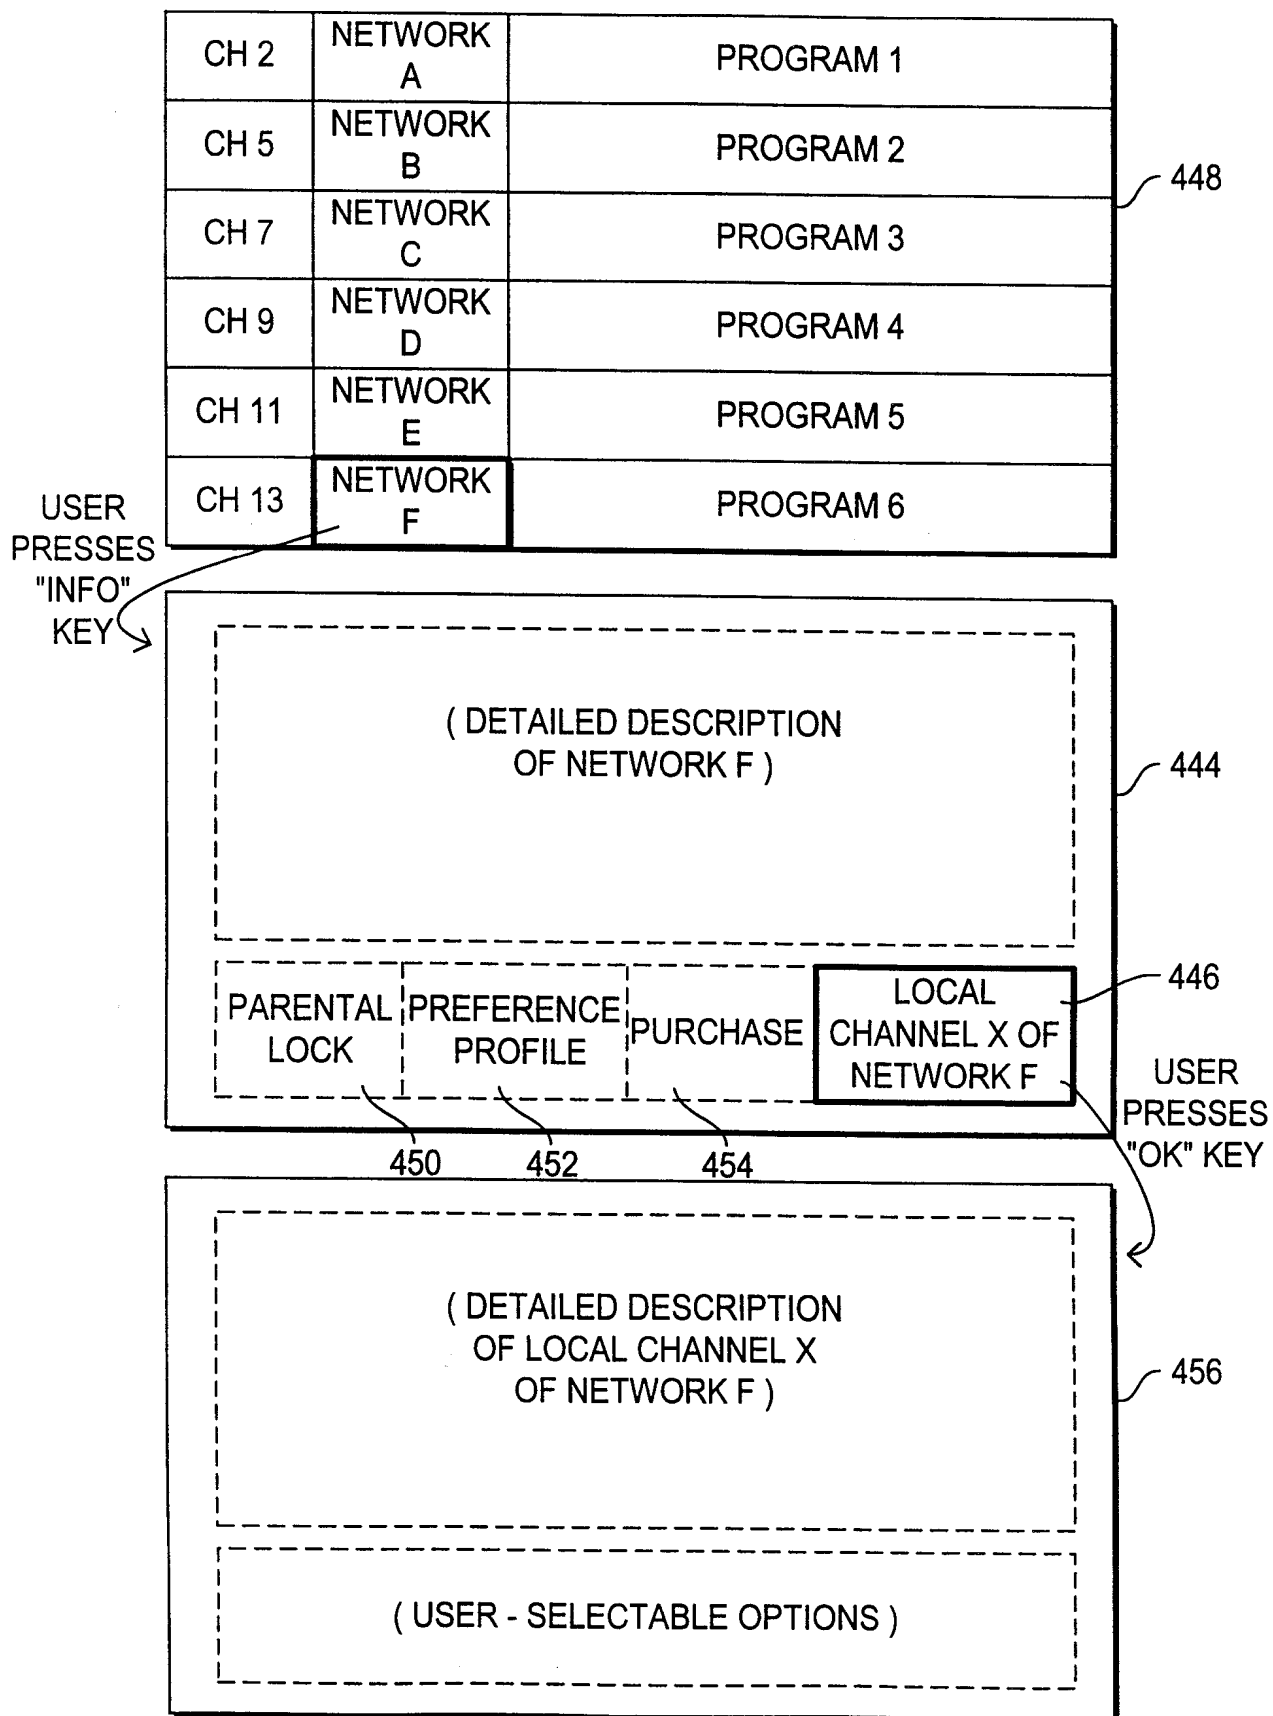 CH 2
NETWORK
A
PROGRAM 1
CH 5
NETWORK
B
PROGRAM 2
448
CH 7
NETWORK
C
PROGRAM 3
CH 9
NETWORK
D
PROGRAM 4
CH 11
NETWORK
E
PROGRAM 5
CH 13
NETWORK
F
PROGRAM 6
USER
PRESSES
"INFO"
KEY
( DETAILED DESCRIPTION
OF NETWORK F )
444
PARENTAL
LOCK
PREFERENCE
PROFILE
PURCHASE
LOCAL
CHANNEL X OF
NETWORK F
446
USER
PRESSES
"OK" KEY
450
452
454
( DETAILED DESCRIPTION
OF LOCAL CHANNEL X
OF NETWORK F )
456
( USER - SELECTABLE OPTIONS )